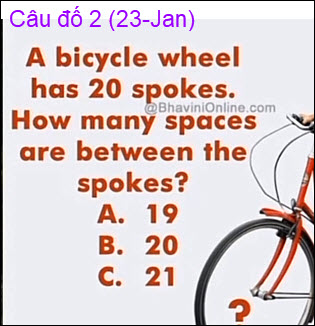 Câu đố 2 (23-Jan)
A bicycle wheel
has 20 spokes.
@BhaviniOnline.com
How many spaces
are between the
spokes?
A. 19
B. 20
C. 21
?